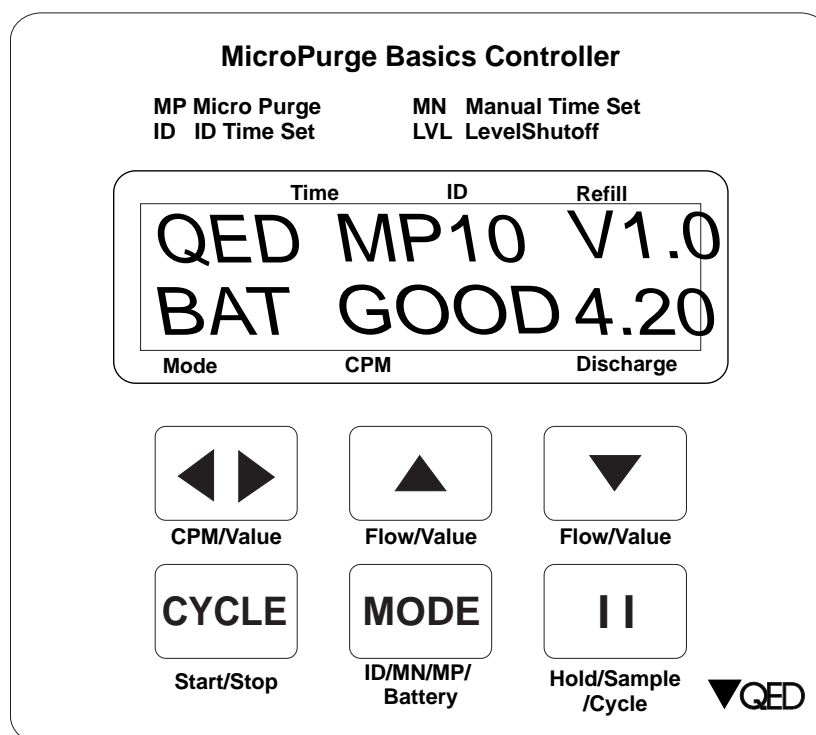 MicroPurge Basics Controller
MP Micro Purge
MN Manual Time Set
ID ID Time Set
LVL LevelShutoff
Time ID Refill
QED MP10 V1.0
BAT GOOD 4.20
Mode CPM Discharge
CPM/Value
Flow/Value
Flow/Value
CYCLE MODE II
Start/Stop
ID/MN/MP/
Battery
Hold/Sample
/Cycle
QED